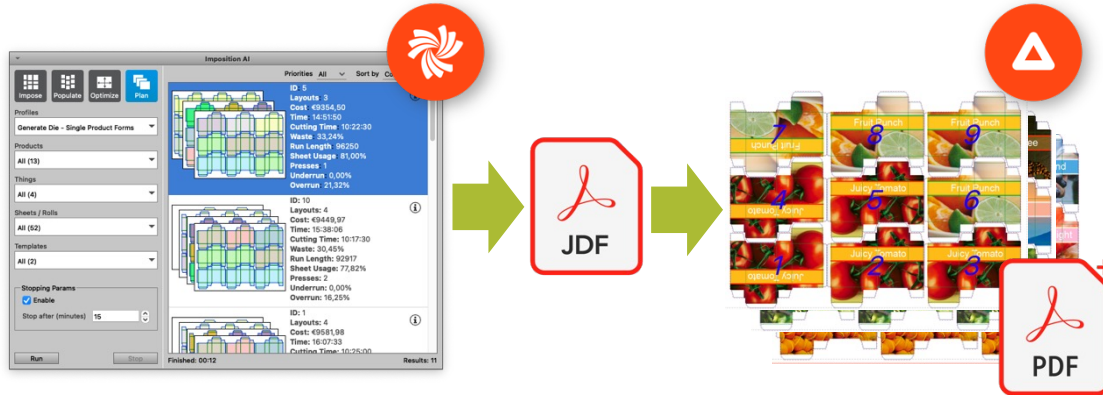 Imposition AI
Impose Populate Optimize Plan
Profiles
Generate Die - Single Product Forms
Products
All (13)
Things
All (4)
Sheets / Rolls
All (52)
Templates
All (2)
Stopping Params
Enable
Stop after (minutes) 15
Run Stop
Priorities All Sort by
ID: 5
Layouts: 3
Cost: €9354,50
Time: 14:51:50
Cutting Time: 10:22:30
Waste: 33,24%
Run Length: 96250
Sheet Usage: 81,00%
Presses: 1
Underrun: 0,00%
Overrun: 21,32%
ID: 10
Layouts: 4
Cost: €9449,97
Time: 15:38:06
Cutting Time: 10:17:30
Waste: 30,45%
Run Length: 92917
Sheet Usage: 77,82%
Presses: 2
Underrun: 0,00%
Overrun: 16,25%
ID: 1
Layouts: 4
Cost: €9581,98
Time: 16:07:33
Cutting Time: 10:25:00
Finished: 00:12 Results: 11
JDF
Fruit Punch Fruit Punch Fruit Punch
7 8 9
Juicy Tomato Juicy Tomato Fruit Punch
4 5 6
Juicy Tomato Juicy Tomato Juicy Tomato
1 2 3
PDF